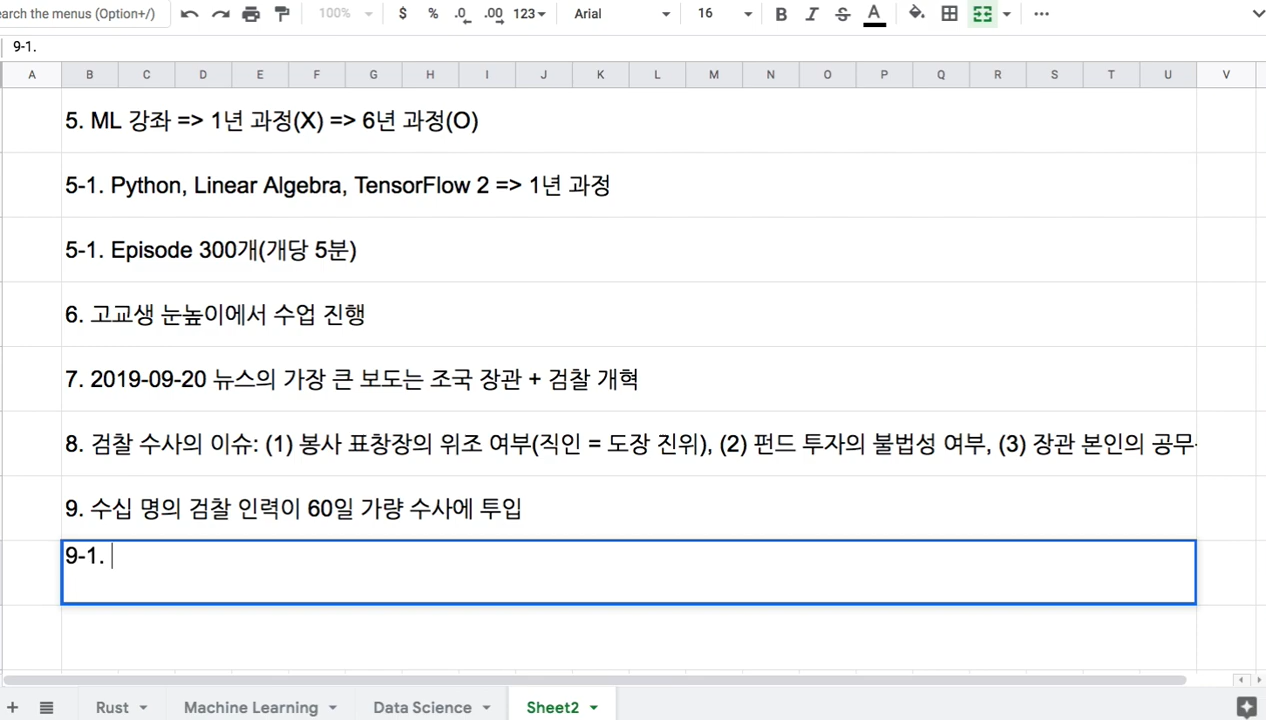 earch the menus (Option+/) 100% $ % .0 .00 123 Arial 16 B I S A
9-1.
A B C D E F G H I J K L M N O P Q R S T U V
5. ML 강좌 => 1년 과정(X) => 6년 과정(O)
5-1. Python, Linear Algebra, TensorFlow 2 => 1년 과정
5-1. Episode 300개(개당 5분)
6. 고교생 눈높이에서 수업 진행
7. 2019-09-20 뉴스의 가장 큰 보도는 조국 장관 + 검찰 개혁
8. 검찰 수사의 이슈: (1) 봉사 표창장의 위조 여부(직인 = 도장 진위), (2) 펀드 투자의 불법성 여부, (3) 장관 본인의 공무
9. 수십 명의 검찰 인력이 60일 가량 수사에 투입
9-1.
+ Rust Machine Learning Data Science Sheet2